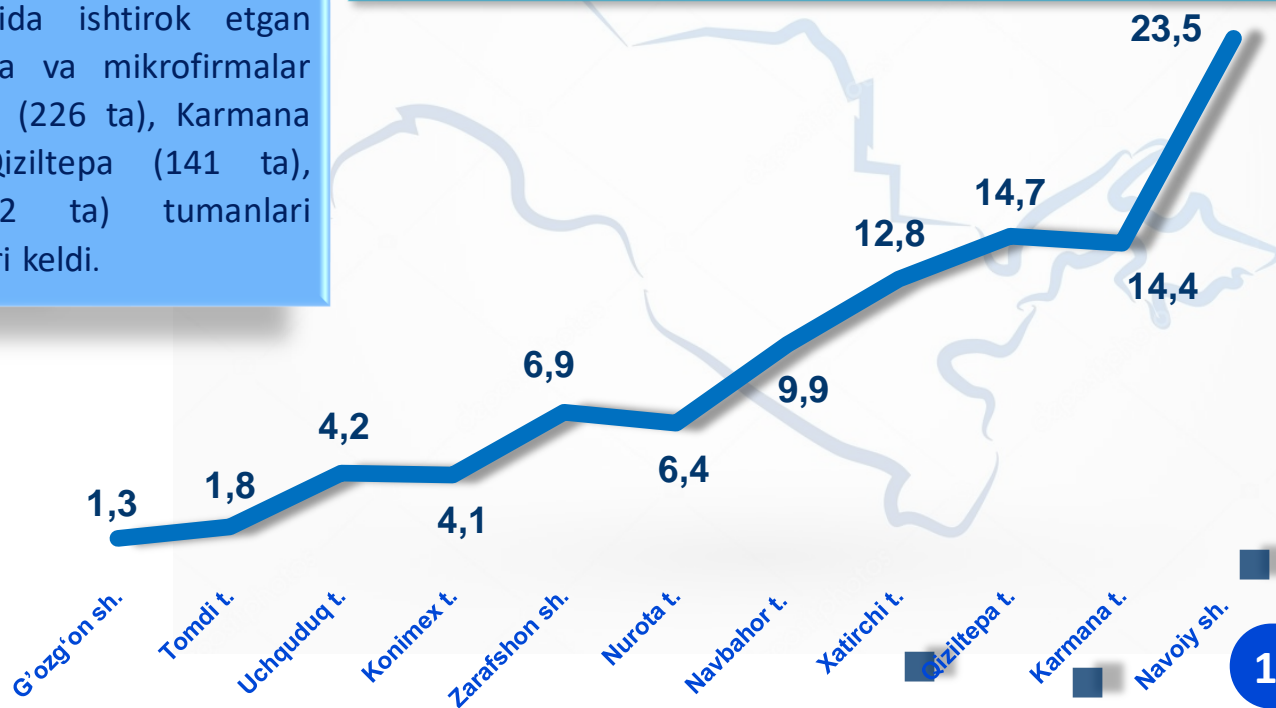 ida ishtirok etgan
a va mikrofirmalar
(226 ta), Karmana
Qiziltepa (141 ta),
2 ta) tumanlari
ri keldi.
23,5
14,7
12,8
14,4
9,9
6,9
6,4
4,2
4,1
1,8
1,3
G‘ozg‘on sh.
Tomdi t.
Uchquduq t.
Konimex t.
Zarafshon sh.
Nurota t.
Navbahor t.
Xatirchi t.
Qiziltepa t.
Karmana t.
Navoiy sh.
1